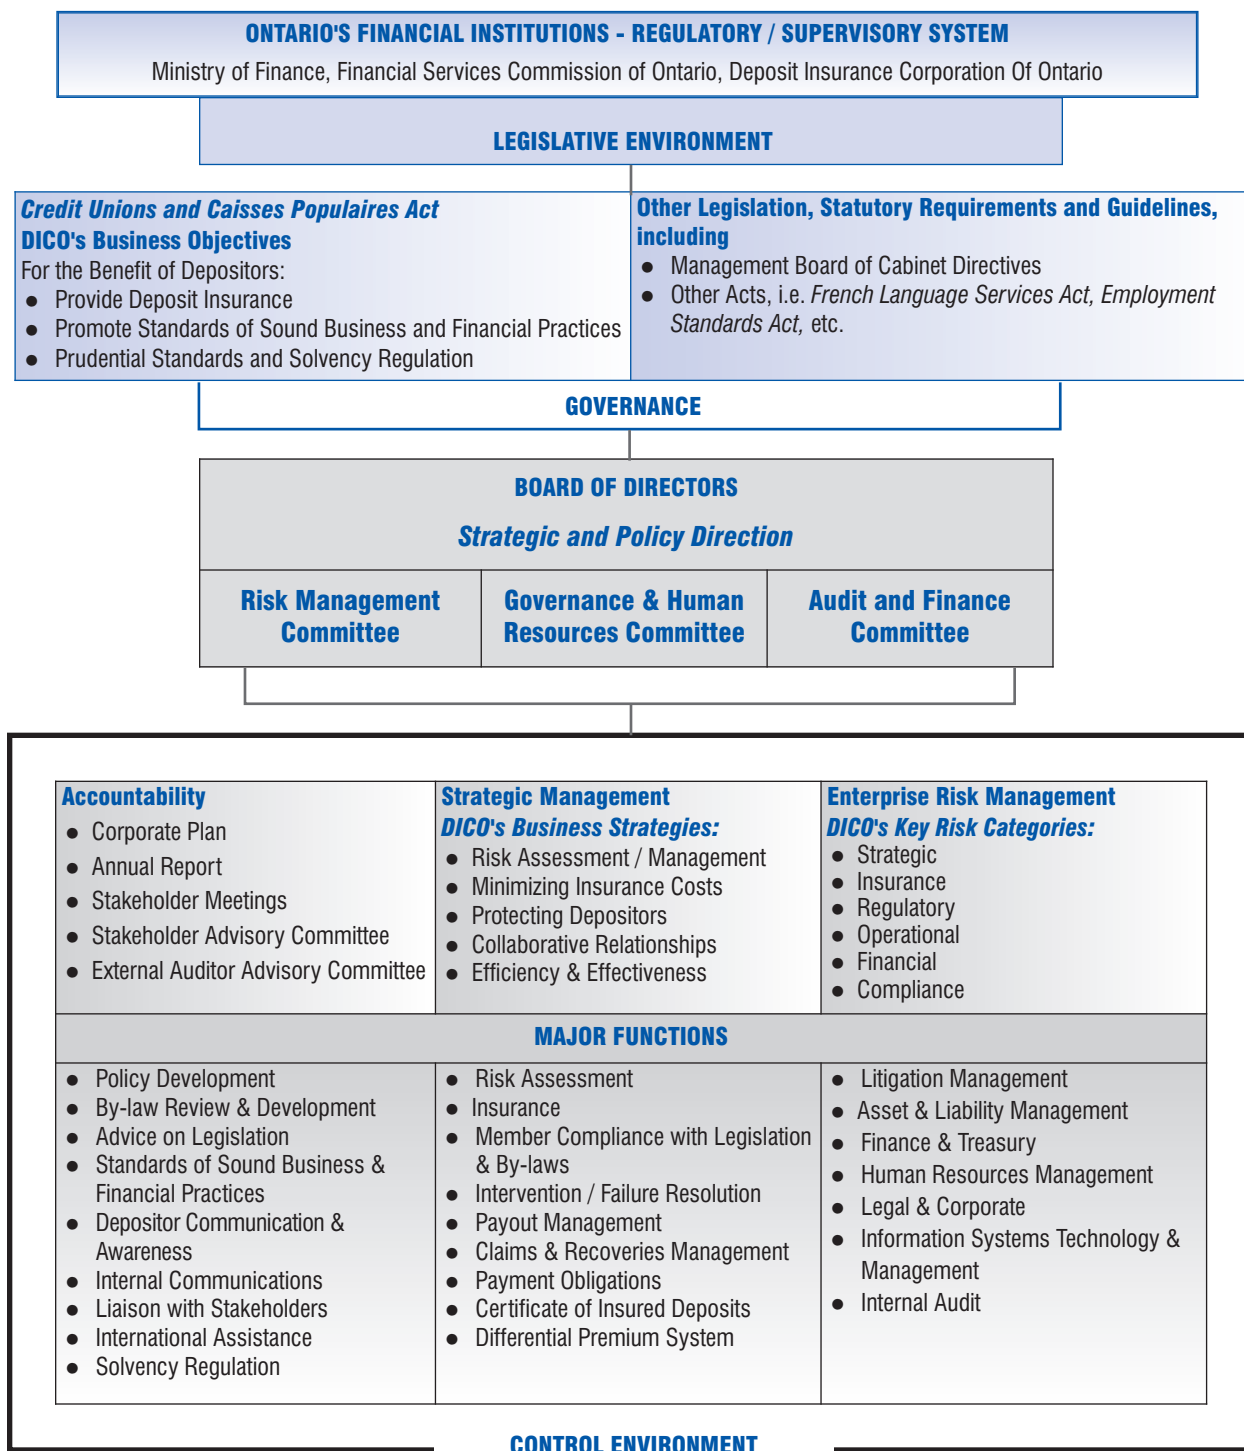 ONTARIO'S FINANCIAL INSTITUTIONS - REGULATORY / SUPERVISORY SYSTEM
Ministry of Finance, Financial Services Commission of Ontario, Deposit Insurance Corporation Of Ontario
LEGISLATIVE ENVIRONMENT
Credit Unions and Caisses Populaires Act
DICO's Business Objectives
For the Benefit of Depositors:
● Provide Deposit Insurance
● Promote Standards of Sound Business and Financial Practices
● Prudential Standards and Solvency Regulation
Other Legislation, Statutory Requirements and Guidelines,
including
● Management Board of Cabinet Directives
● Other Acts, i.e. French Language Services Act, Employment
Standards Act, etc.
GOVERNANCE
BOARD OF DIRECTORS
Strategic and Policy Direction
Risk Management
Committee
Governance & Human
Resources Committee
Audit and Finance
Committee
Accountability
● Corporate Plan
● Annual Report
● Stakeholder Meetings
● Stakeholder Advisory Committee
● External Auditor Advisory Committee
Strategic Management
DICO's Business Strategies:
● Risk Assessment / Management
● Minimizing Insurance Costs
● Protecting Depositors
● Collaborative Relationships
● Efficiency & Effectiveness
Enterprise Risk Management
DICO's Key Risk Categories:
● Strategic
● Insurance
● Regulatory
● Operational
● Financial
● Compliance
MAJOR FUNCTIONS
● Policy Development
● By-law Review & Development
● Advice on Legislation
● Standards of Sound Business &
Financial Practices
● Depositor Communication &
Awareness
● Internal Communications
● Liaison with Stakeholders
● International Assistance
● Solvency Regulation
● Risk Assessment
● Insurance
● Member Compliance with Legislation
& By-laws
● Intervention / Failure Resolution
● Payout Management
● Claims & Recoveries Management
● Payment Obligations
● Certificate of Insured Deposits
● Differential Premium System
● Litigation Management
● Asset & Liability Management
● Finance & Treasury
● Human Resources Management
● Legal & Corporate
● Information Systems Technology &
Management
● Internal Audit
CONTROL ENVIRONMENT